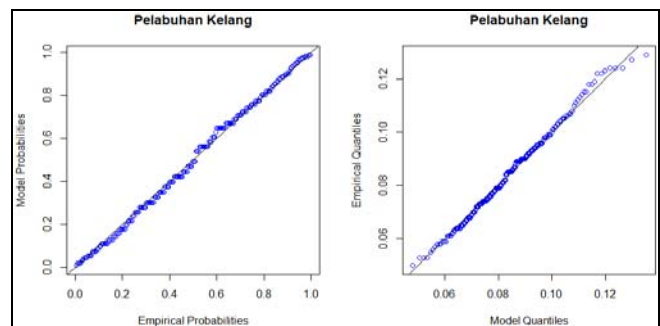 Pelabuhan Kelang
Model Probabilities
1.0
0.8
0.6
0.4
0.2
0.0
0.0 0.2 0.4 0.6 0.8 1.0
Empirical Probabilities
Pelabuhan Kelang
Empirical Quantiles
0.12
0.10
0.08
0.06
0.06 0.08 0.10 0.12
Model Quantiles